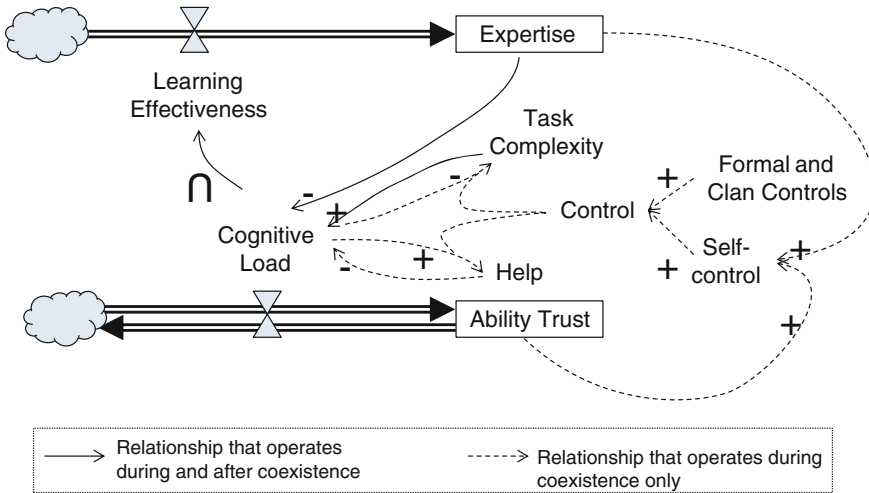 Expertise
Learning
Effectiveness
Task
Complexity
∩
-
+
-
+
Formal and
Clan Controls
Control
Cognitive
Load
+
-
Help
+
Self-
control
+
Ability Trust
+
Relationship that operates
during and after coexistence
Relationship that operates during
coexistence only